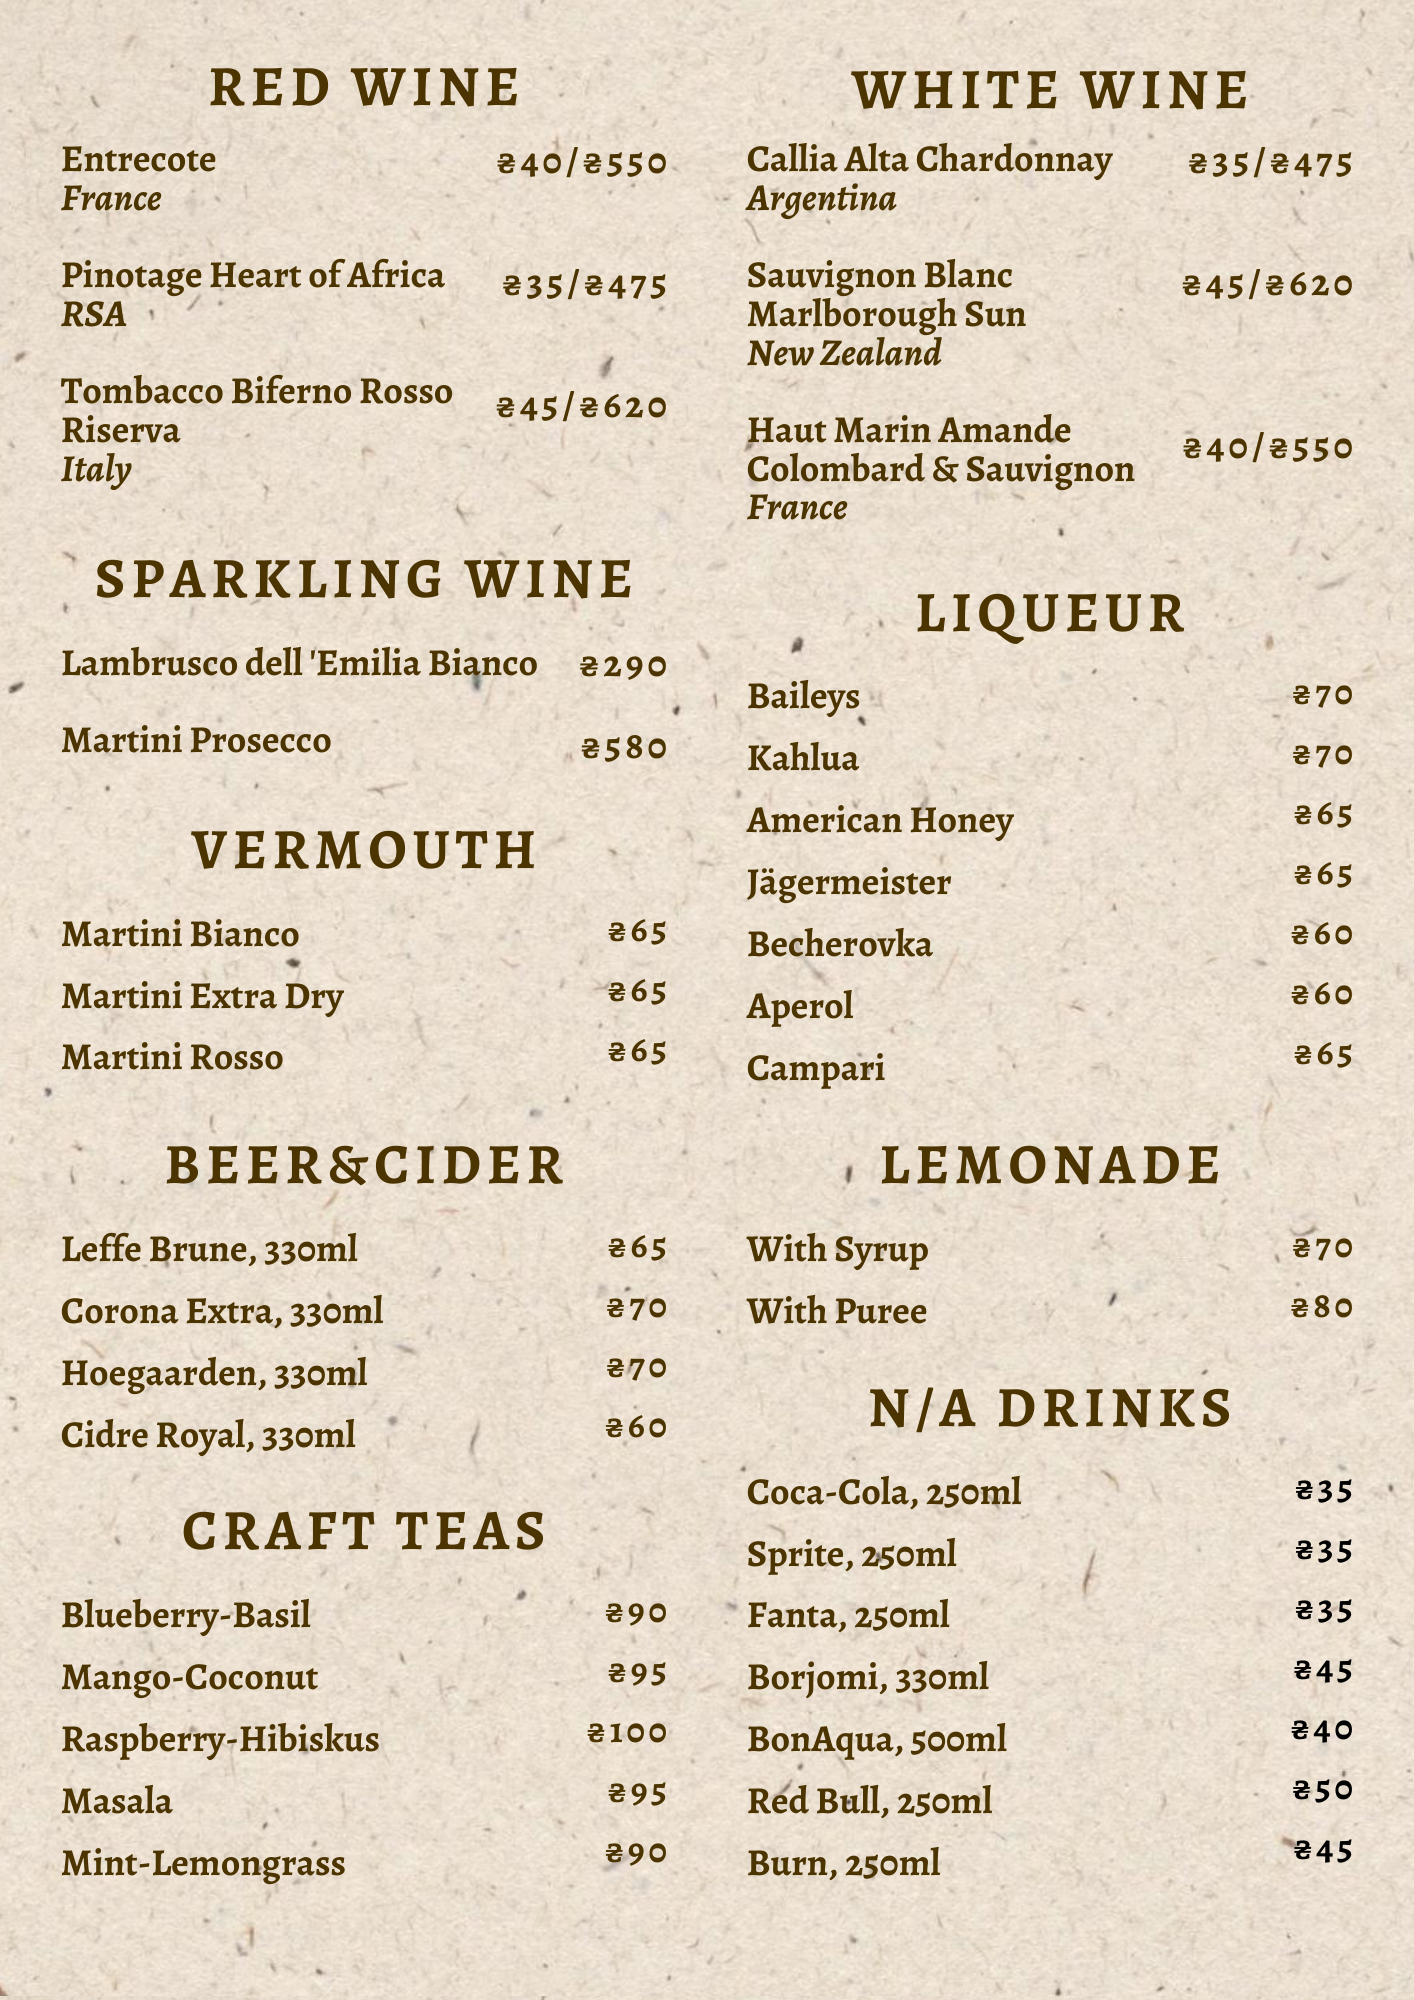 RED WINE
Entrecote ₴40/₴550
France
Pinotage Heart of Africa ₴35/₴475
RSA
Tombacco Biferno Rosso ₴45/₴620
Riserva
Italy
SPARKLING WINE
Lambrusco dell 'Emilia Bianco ₴290
Martini Prosecco ₴580
VERMOUTH
Martini Bianco ₴65
Martini Extra Dry ₴65
Martini Rosso ₴65
BEER&CIDER
Leffe Brune, 330ml ₴65
Corona Extra, 330ml ₴70
Hoegaarden, 330ml ₴70
Cidre Royal, 330ml ₴60
CRAFT TEAS
Blueberry-Basil ₴90
Mango-Coconut ₴95
Raspberry-Hibiskus ₴100
Masala ₴95
Mint-Lemongrass ₴90
WHITE WINE
Callia Alta Chardonnay ₴35/₴475
Argentina
Sauvignon Blanc ₴45/₴620
Marlborough Sun
New Zealand
Haut Marin Amande ₴40/₴550
Colombard & Sauvignon
France
LIQUEUR
Baileys ₴70
Kahlua ₴70
American Honey ₴65
Jägermeister ₴65
Becherovka ₴60
Aperol ₴60
Campari ₴65
LEMONADE
With Syrup ₴70
With Puree ₴80
N/A DRINKS
Coca-Cola, 250ml ₴35
Sprite, 250ml ₴35
Fanta, 250ml ₴35
Borjomi, 330ml ₴45
BonAqua, 500ml ₴40
Red Bull, 250ml ₴50
Burn, 250ml ₴45